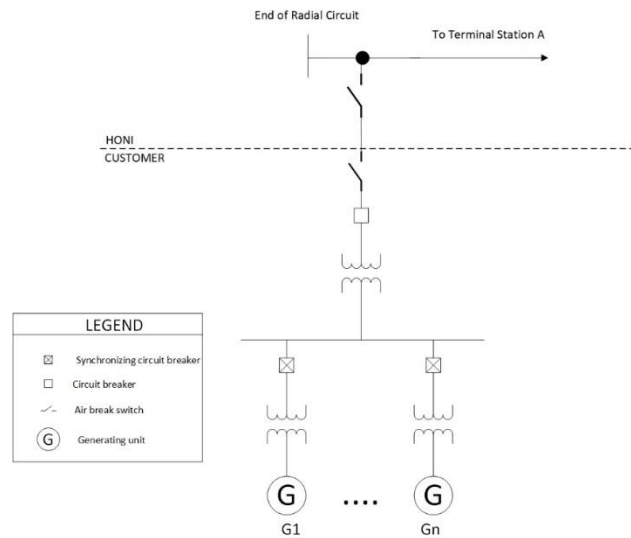 End of Radial Circuit
To Terminal Station A
HONI
CUSTOMER
LEGEND
Synchronizing circuit breaker
Circuit breaker
Air break switch
G Generating unit
G .... G
G1 Gn